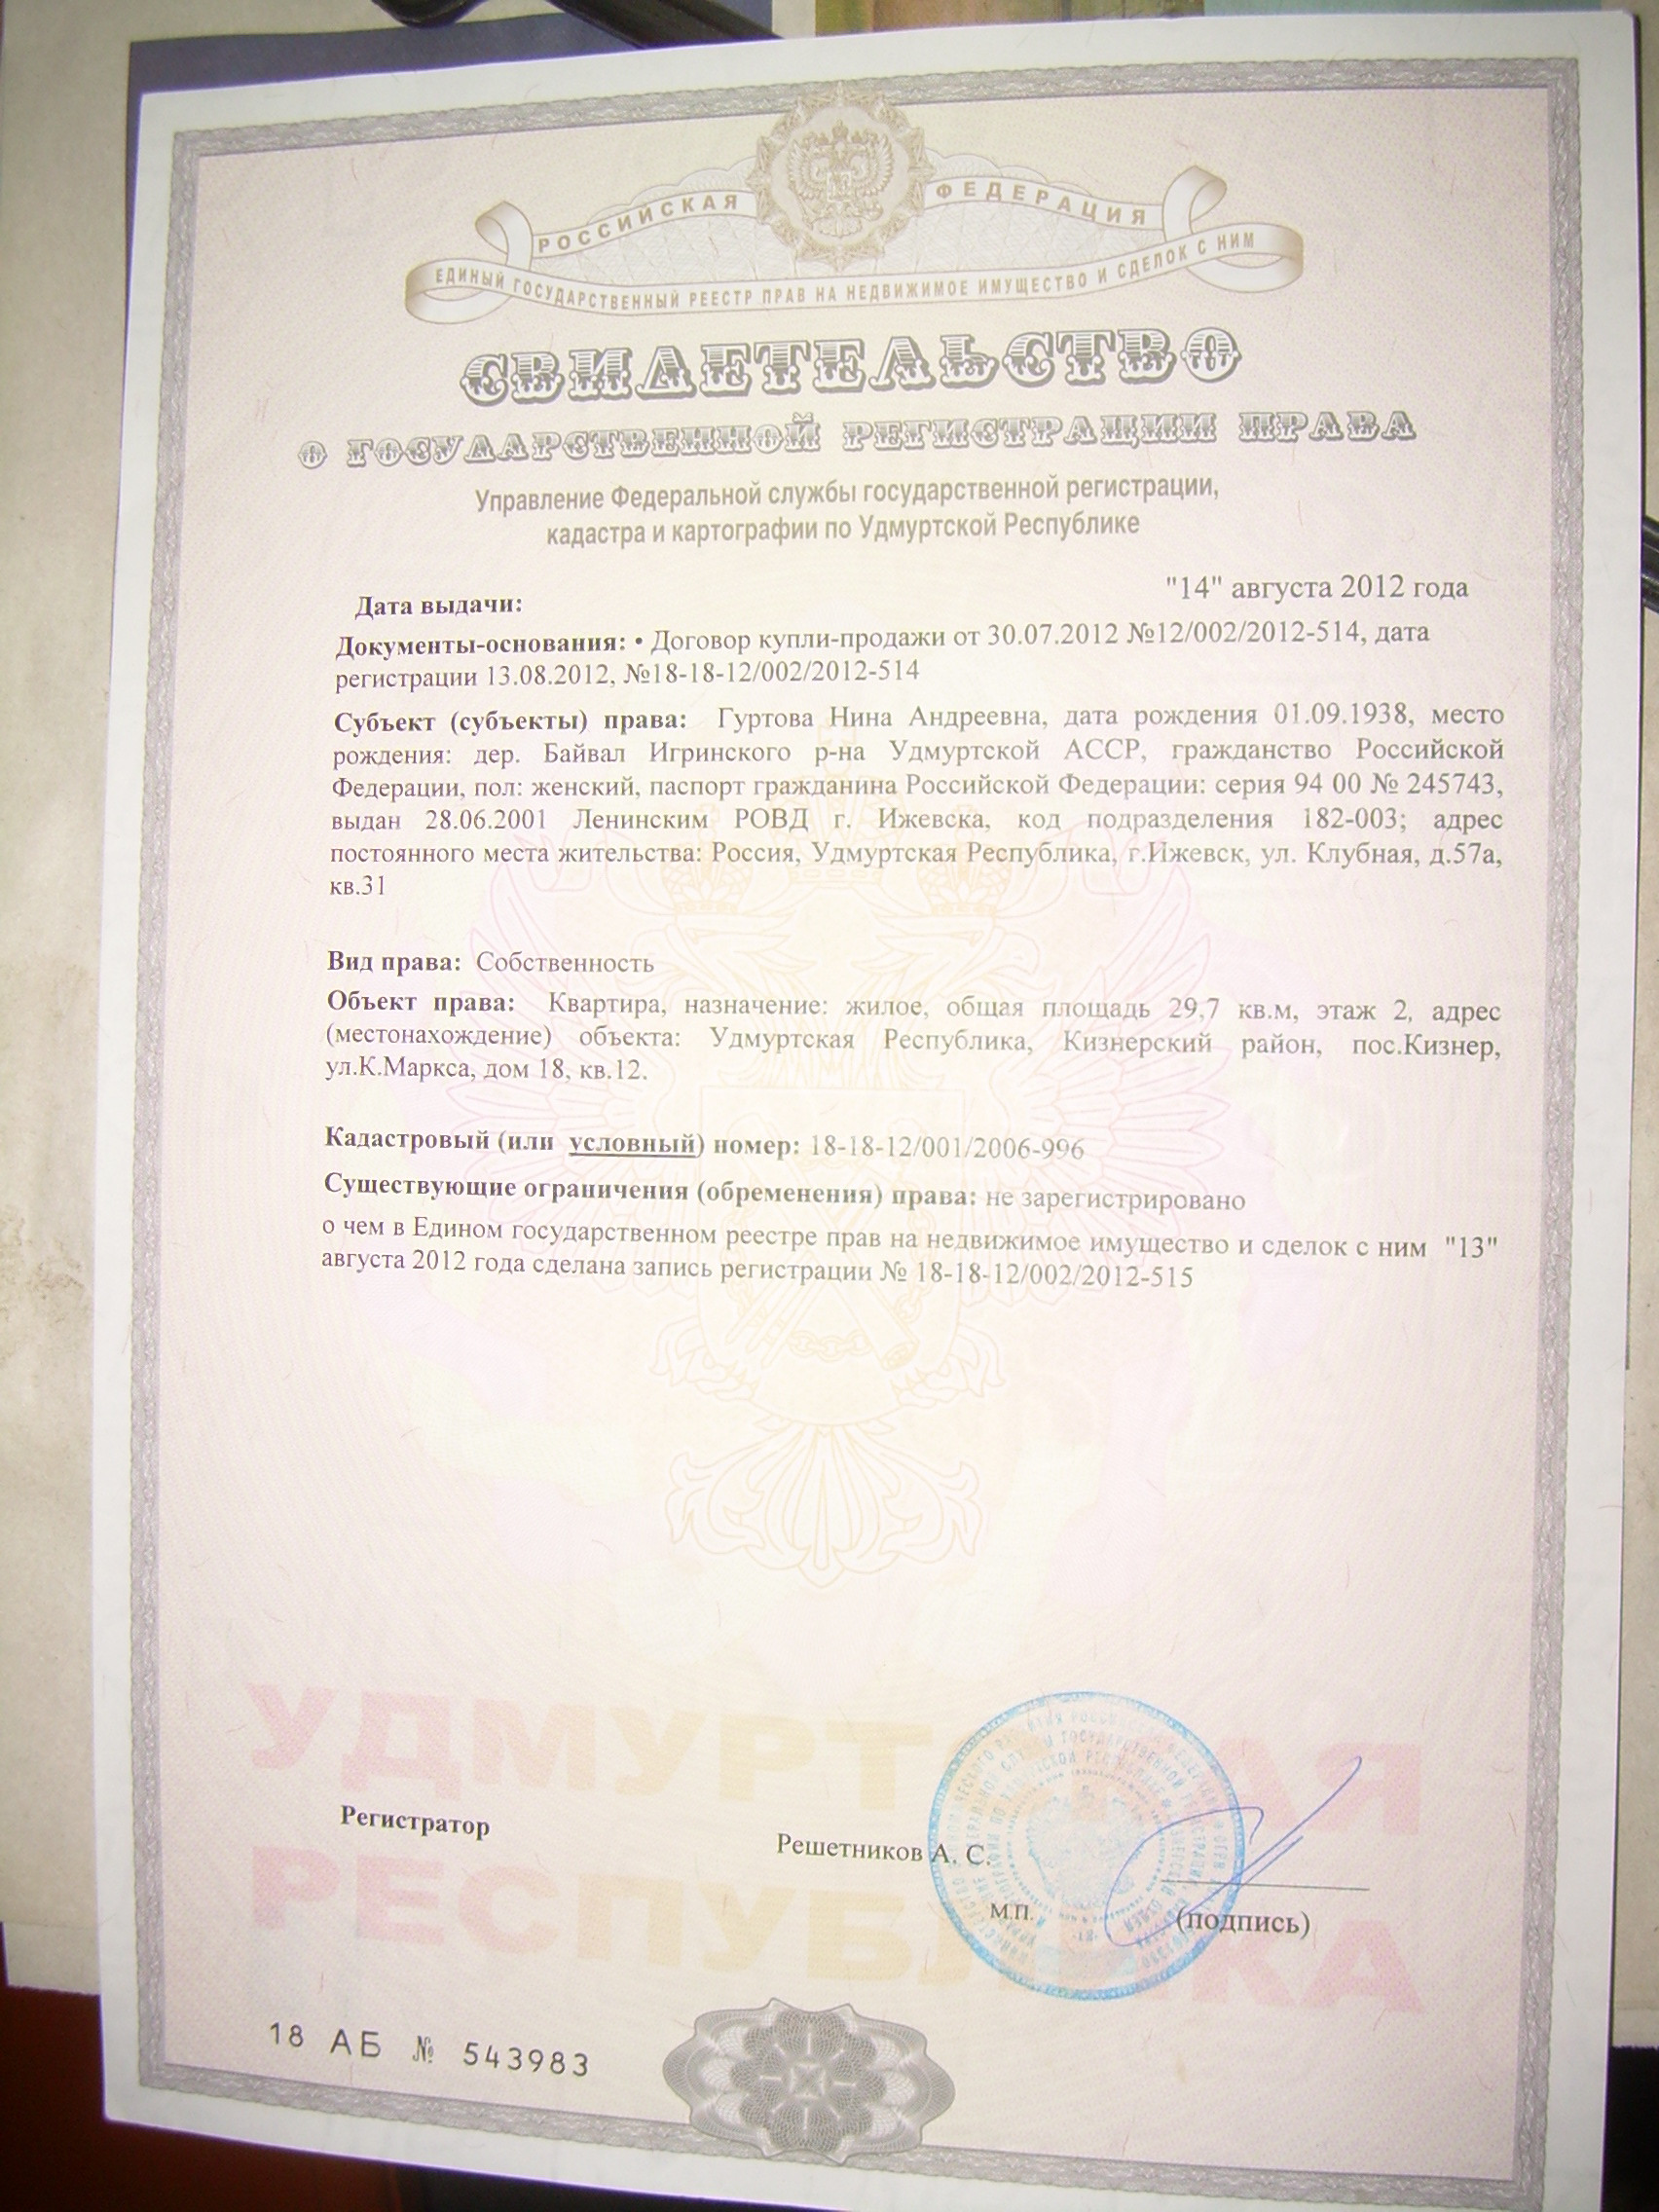 РОССИЙСКАЯ ФЕДЕРАЦИЯ
ЕДИНЫЙ ГОСУДАРСТВЕННЫЙ РЕЕСТР ПРАВ НА НЕДВИЖИМОЕ ИМУЩЕСТВО И СДЕЛОК С НИМ
СВИДЕТЕЛЬСТВО
О ГОСУДАРСТВЕННОЙ РЕГИСТРАЦИИ ПРАВА
Управление Федеральной службы государственной регистрации,
кадастра и картографии по Удмуртской Республике
Дата выдачи: "14" августа 2012 года
Документы-основания: • Договор купли-продажи от 30.07.2012 №12/002/2012-514, дата
регистрации 13.08.2012, №18-18-12/002/2012-514
Субъект (субъекты) права: Гуртова Нина Андреевна, дата рождения 01.09.1938, место
рождения: дер. Байвал Игринского р-на Удмуртской АССР, гражданство Российской
Федерации, пол: женский, паспорт гражданина Российской Федерации: серия 94 00 № 245743,
выдан 28.06.2001 Ленинским РОВД г. Ижевска, код подразделения 182-003; адрес
постоянного места жительства: Россия, Удмуртская Республика, г.Ижевск, ул. Клубная, д.57а,
кв.31
Вид права: Собственность
Объект права: Квартира, назначение: жилое, общая площадь 29,7 кв.м, этаж 2, адрес
(местонахождение) объекта: Удмуртская Республика, Кизнерский район, пос.Кизнер,
ул.К.Маркса, дом 18, кв.12.
Кадастровый (или условный) номер: 18-18-12/001/2006-996
Существующие ограничения (обременения) права: не зарегистрировано
о чем в Едином государственном реестре прав на недвижимое имущество и сделок с ним "13"
августа 2012 года сделана запись регистрации № 18-18-12/002/2012-515
УДМУРТСКАЯ
РЕСПУБЛИКА
Регистратор Решетников А. С.
М.П. (подпись)
18 АБ № 543983